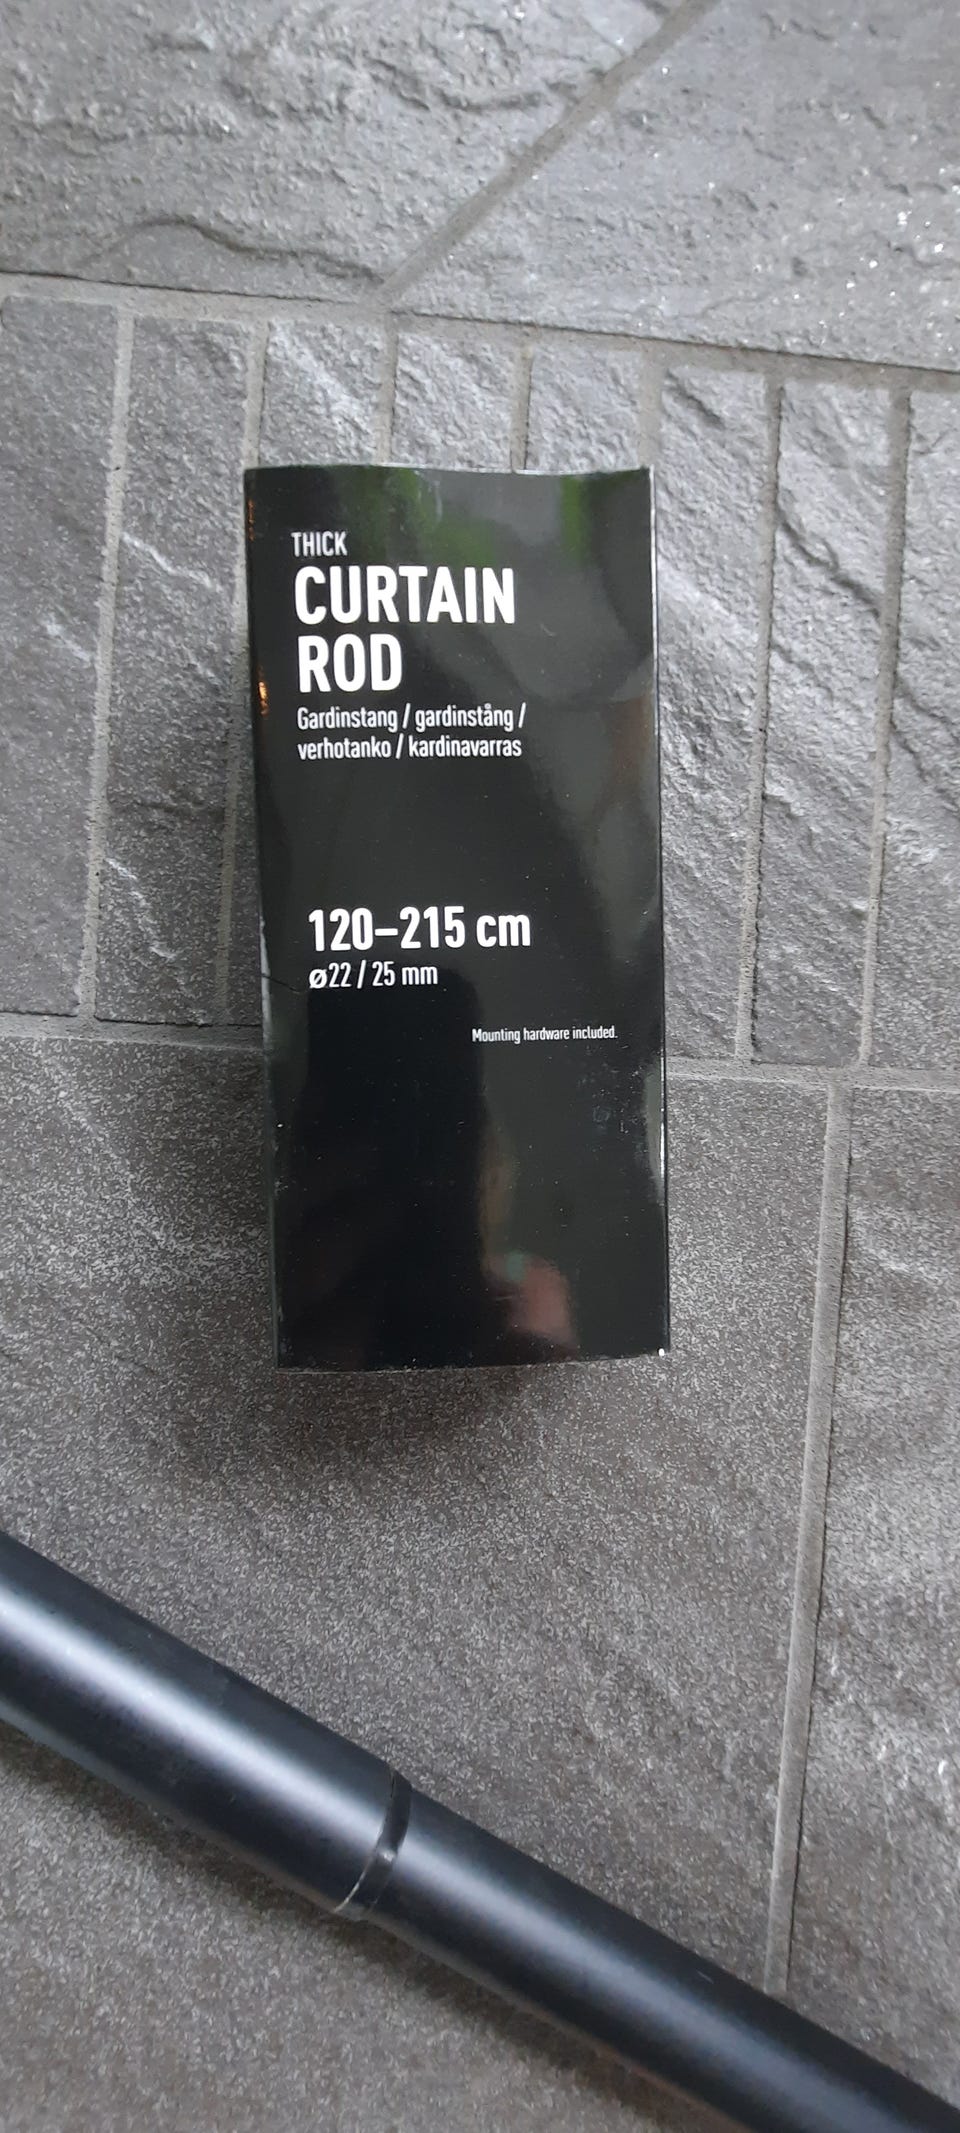 THICK
CURTAIN
ROD
Gardinstang / gardinstång /
verhotanko / kardinavarras
120–215 cm
ø22 / 25 mm
Mounting hardware included.